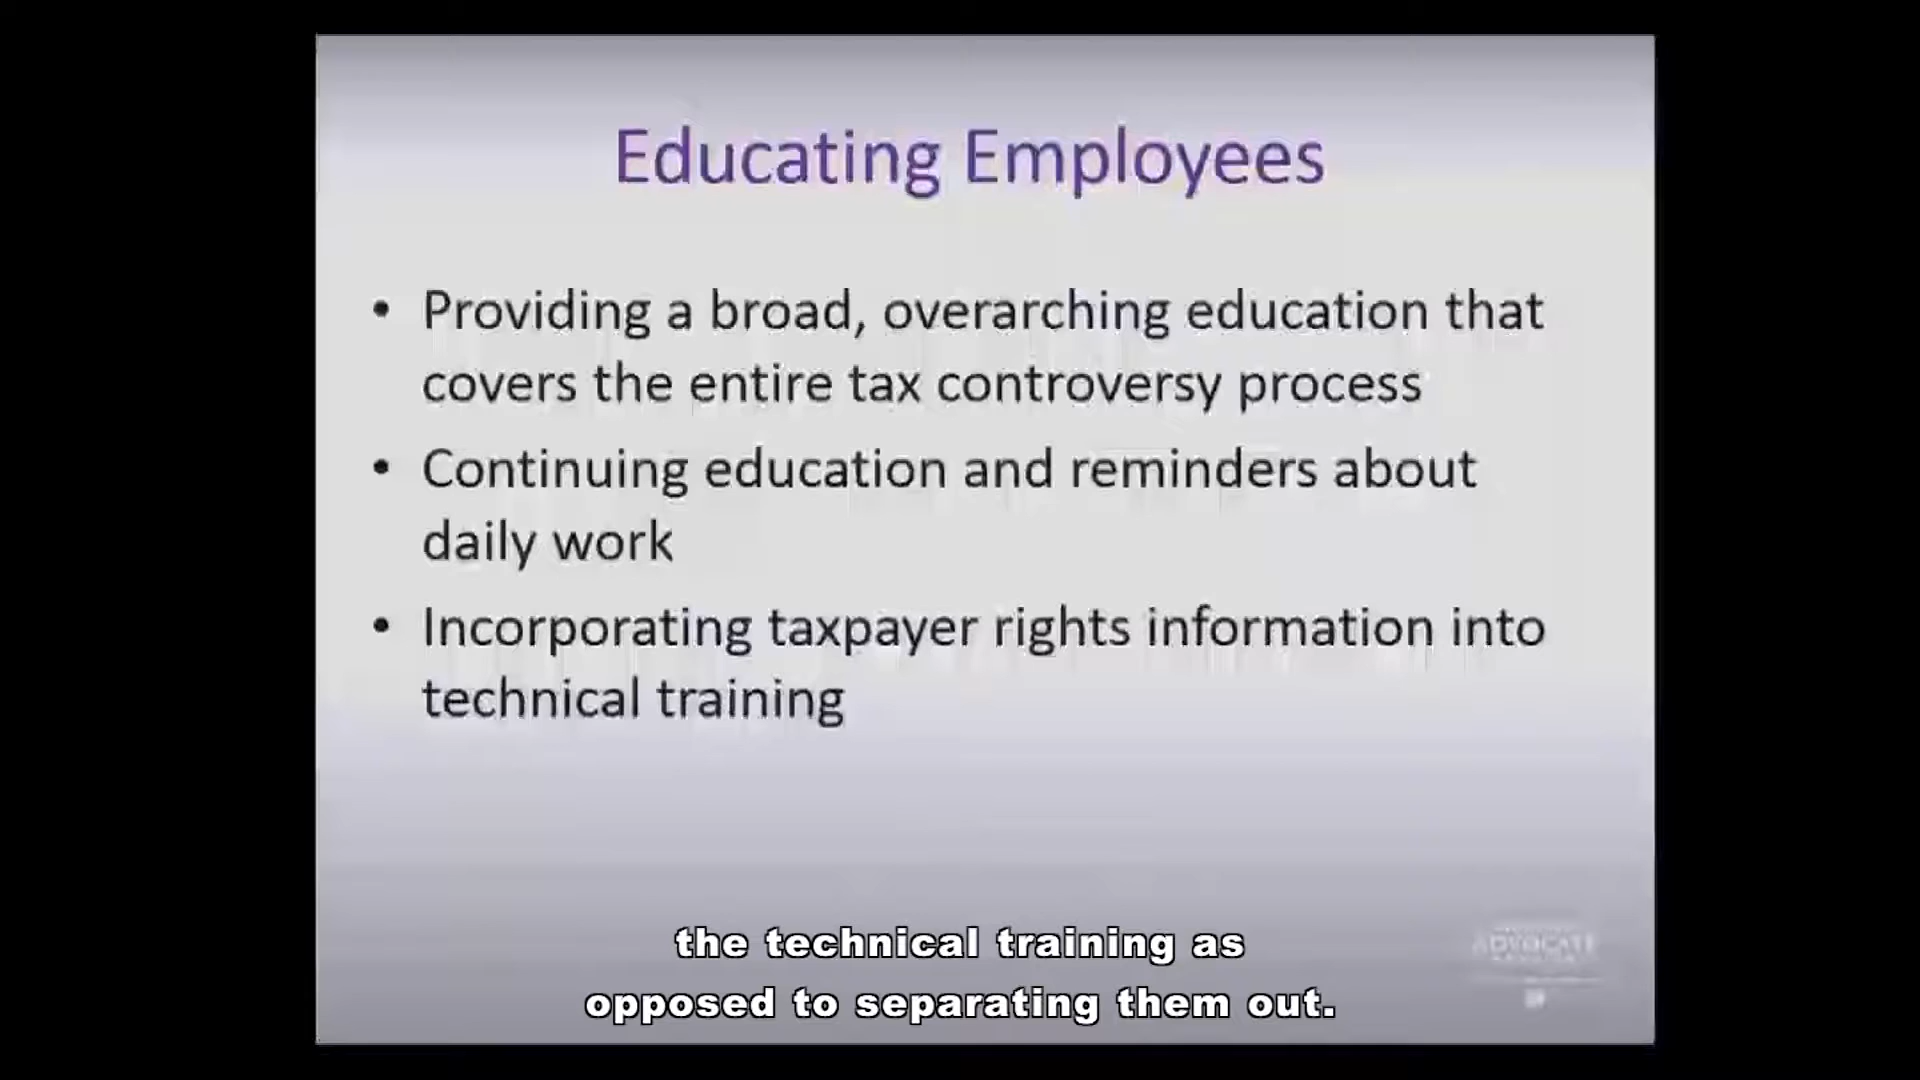 Educating Employees
• Providing a broad, overarching education that
covers the entire tax controversy process
• Continuing education and reminders about
daily work
• Incorporating taxpayer rights information into
technical training
the technical training as
opposed to separating them out.
ADVOCATE